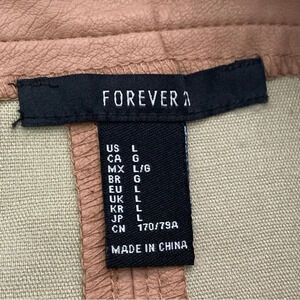 FOREVER 21
US L
CA G
MX L/G
BR G
EU L
UK L
KR L
JP L
CN 170/79A
MADE IN CHINA